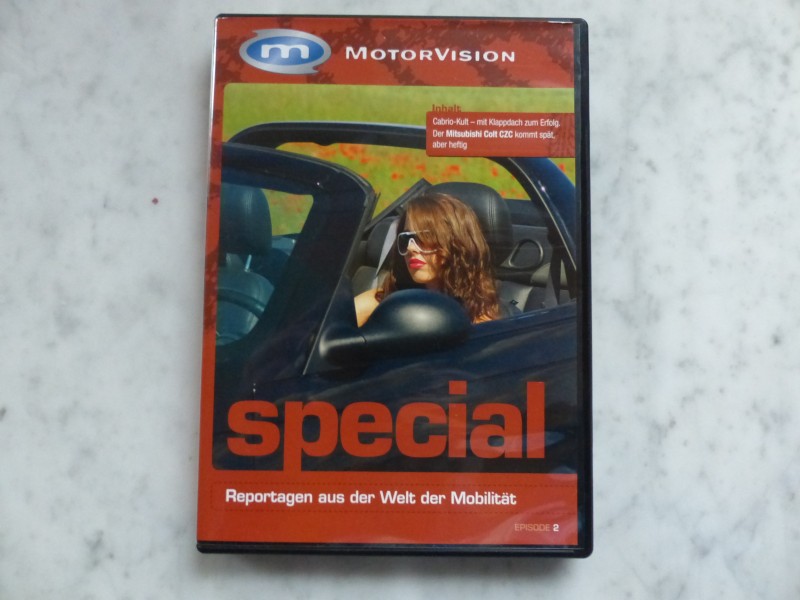 m MOTORVISION
Inhalt
Cabrio-Kult – mit Klappdach zum Erfolg.
Der Mitsubishi Colt CZC kommt spät,
aber heftig
special
Reportagen aus der Welt der Mobilität
EPISODE 2